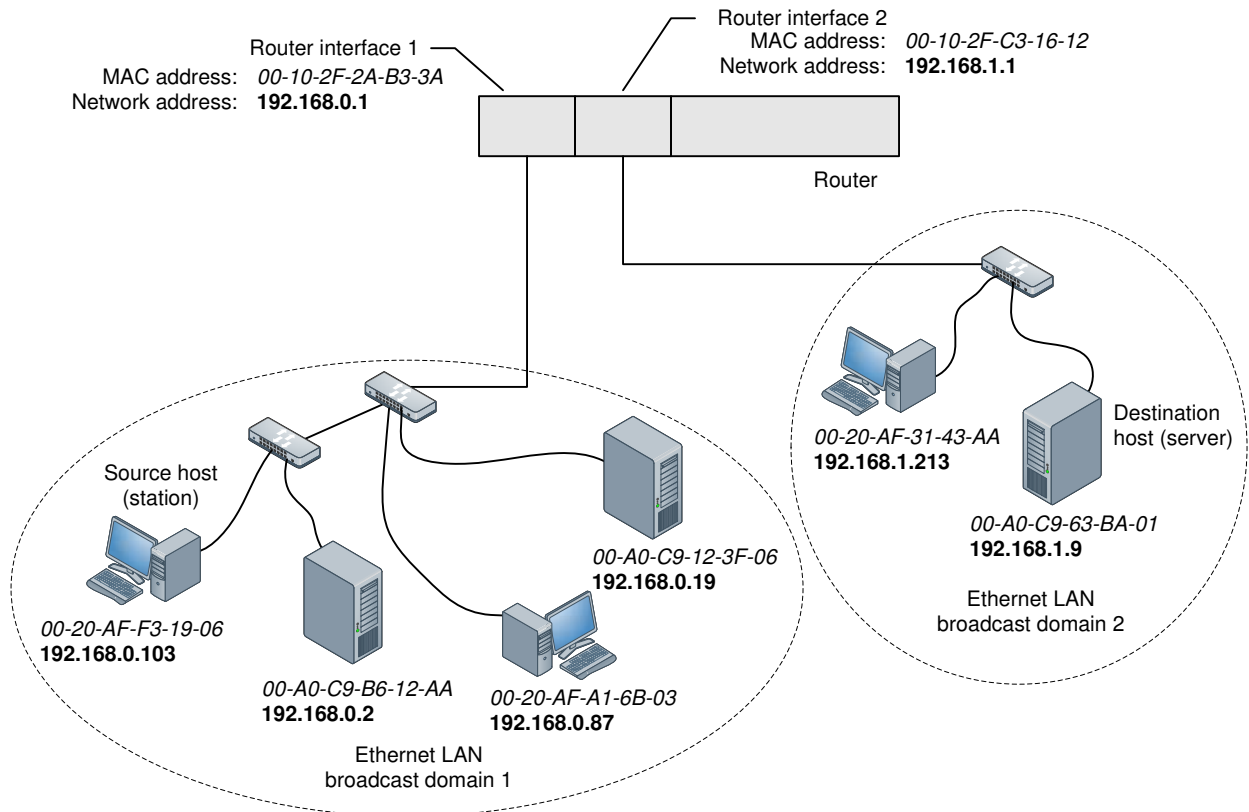 Router interface 1
MAC address: 00-10-2F-2A-B3-3A
Network address: 192.168.0.1
Router interface 2
MAC address: 00-10-2F-C3-16-12
Network address: 192.168.1.1
Router
Source host
(station)
00-20-AF-F3-19-06
192.168.0.103
00-A0-C9-B6-12-AA
192.168.0.2
00-20-AF-A1-6B-03
192.168.0.87
00-A0-C9-12-3F-06
192.168.0.19
Ethernet LAN
broadcast domain 1
00-20-AF-31-43-AA
192.168.1.213
Destination
host (server)
00-A0-C9-63-BA-01
192.168.1.9
Ethernet LAN
broadcast domain 2